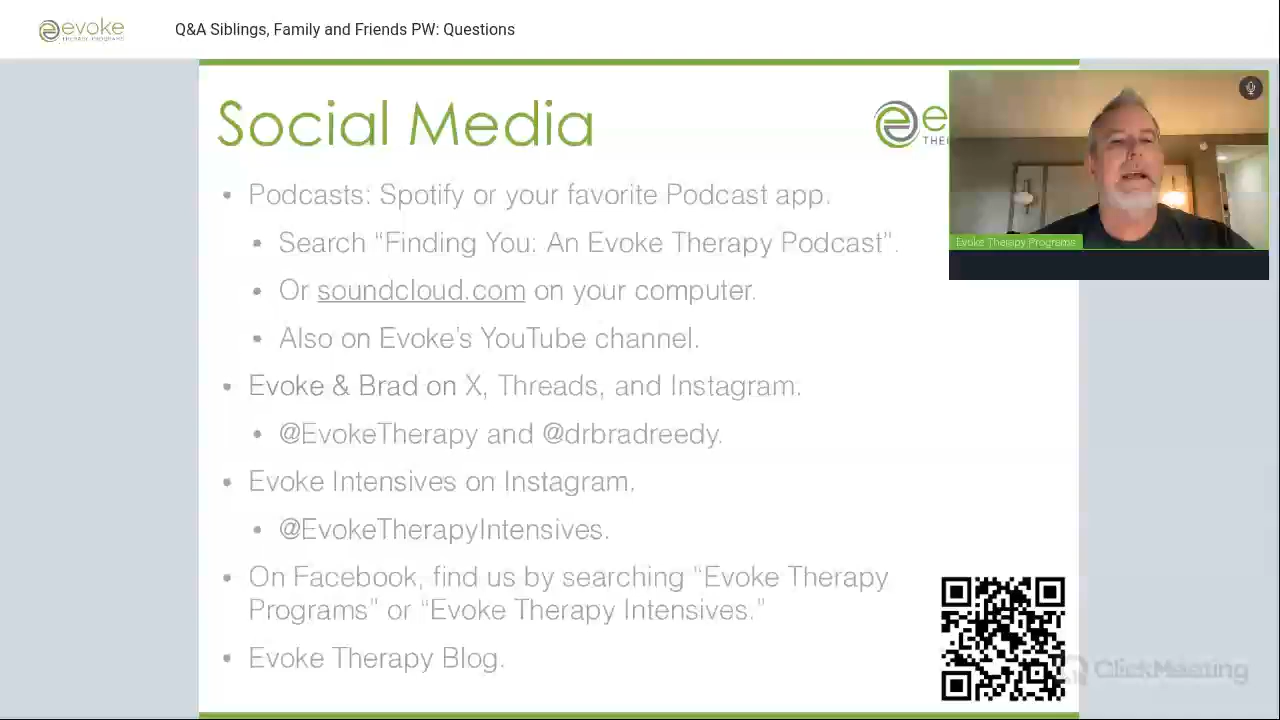 evoke
THERAPY PROGRAMS
Q&A Siblings, Family and Friends PW: Questions
Social Media
e
THE
• Podcasts: Spotify or your favorite Podcast app.
• Search “Finding You: An Evoke Therapy Podcast”.
• Or soundcloud.com on your computer.
• Also on Evoke’s YouTube channel.
• Evoke & Brad on X, Threads, and Instagram.
• @EvokeTherapy and @drbradreedy.
• Evoke Intensives on Instagram.
• @EvokeTherapyIntensives.
• On Facebook, find us by searching “Evoke Therapy
Programs” or “Evoke Therapy Intensives.”
• Evoke Therapy Blog.
Evoke Therapy Programs
ClickMeeting